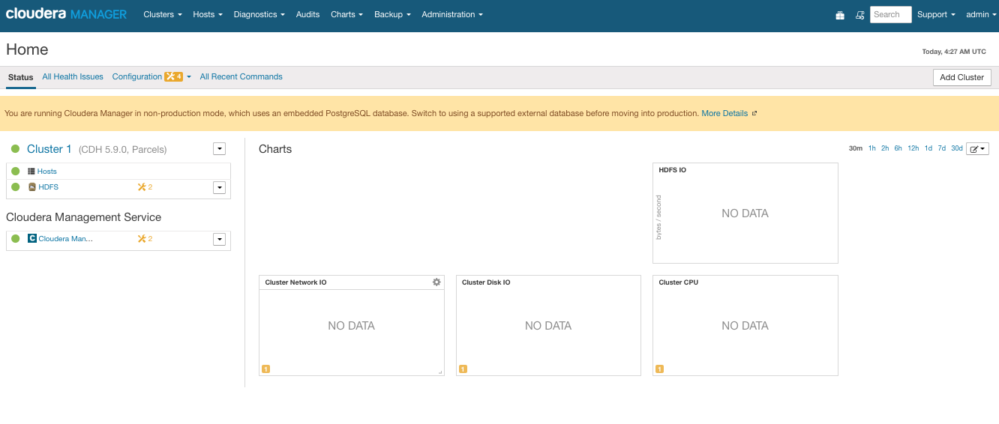 cloudera MANAGER Clusters Hosts Diagnostics Audits Charts Backup Administration Search Support admin
Home
Today, 4:27 AM UTC
Status All Health Issues Configuration 4 All Recent Commands Add Cluster
You are running Cloudera Manager in non-production mode, which uses an embedded PostgreSQL database. Switch to using a supported external database before moving into production. More Details
Cluster 1 (CDH 5.9.0, Parcels)
Hosts
HDFS 2
Cloudera Management Service
C Cloudera Man... 2
Charts
30m 1h 2h 6h 12h 1d 7d 30d
HDFS IO
bytes / second
NO DATA
Cluster Network IO
NO DATA
1
Cluster Disk IO
NO DATA
1
Cluster CPU
NO DATA
1